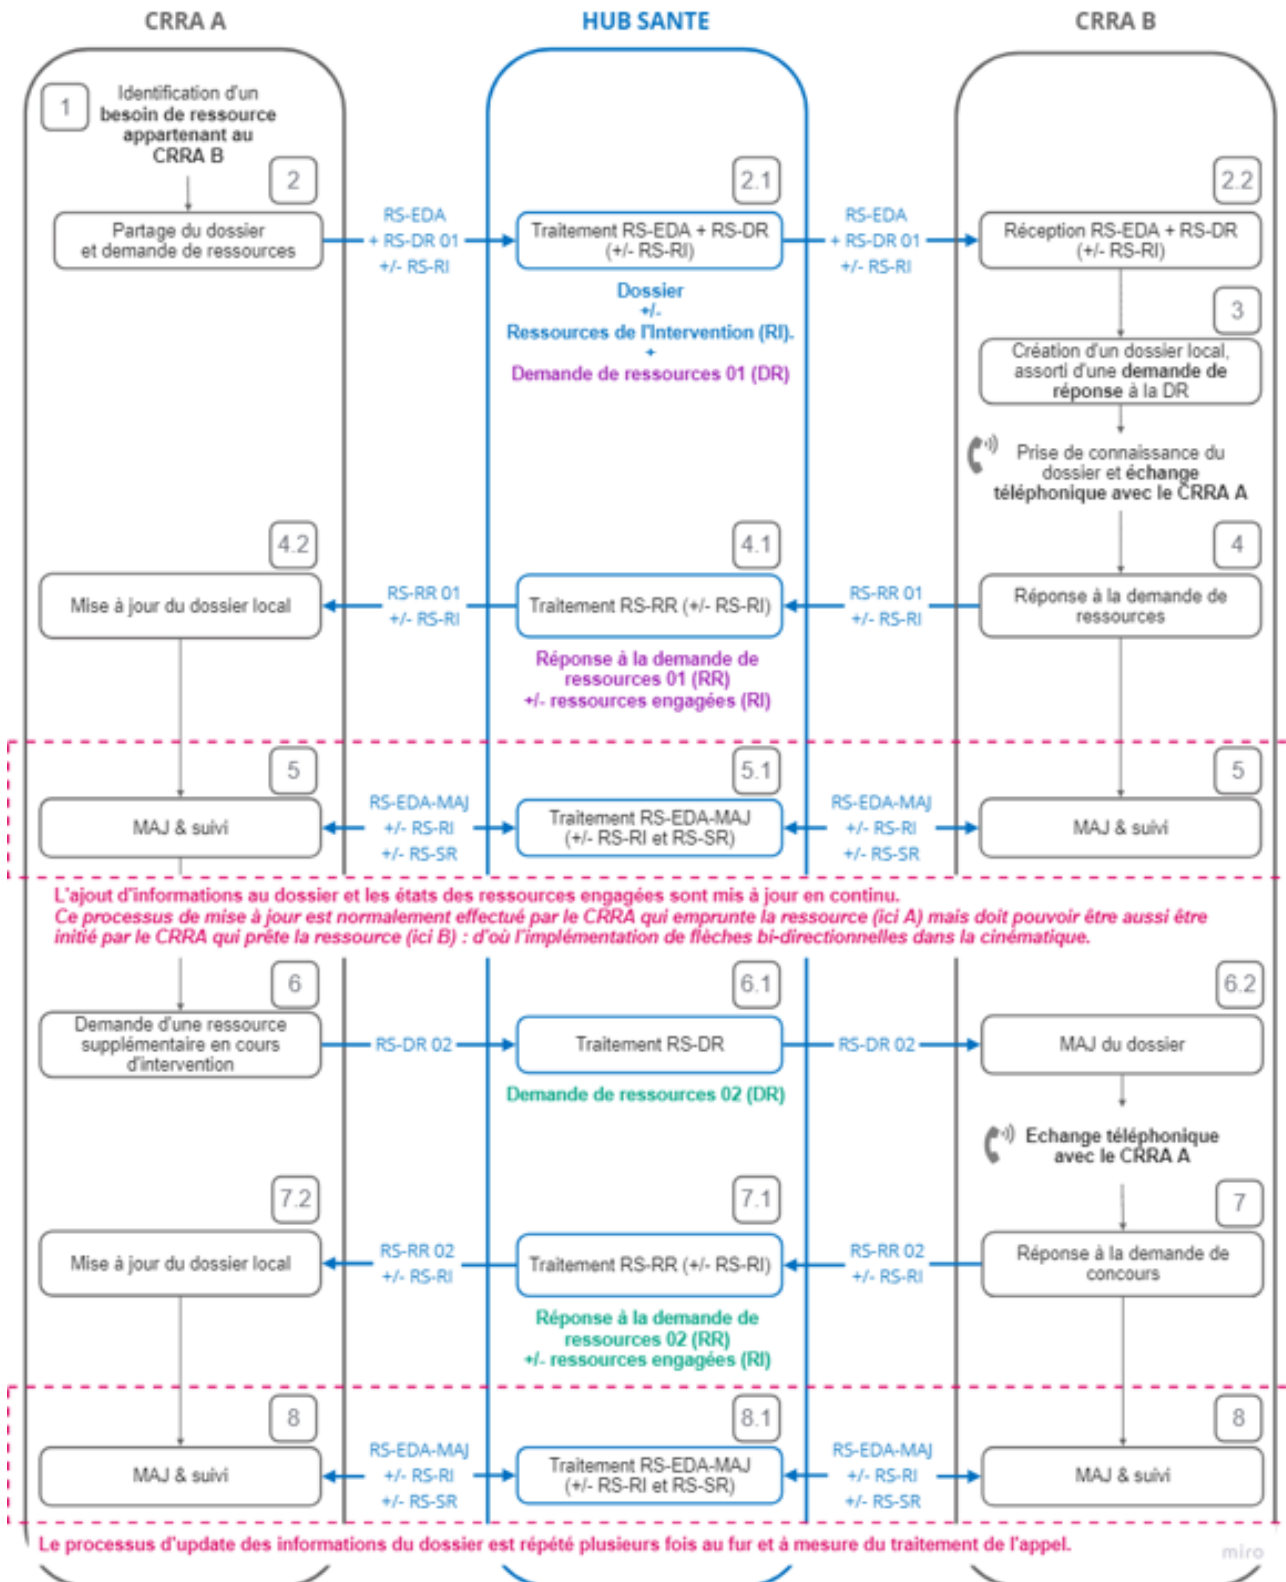 CRRA A
HUB SANTE
CRRA B
1
Identification d'un
besoin de ressource
appartenant au
CRRA B
2
2.1
2.2
Partage du dossier
et demande de ressources
RS-EDA
+ RS-DR 01
+/- RS-RI
Traitement RS-EDA + RS-DR
(+/- RS-RI)
RS-EDA
+ RS-DR 01
+/- RS-RI
Réception RS-EDA + RS-DR
(+/- RS-RI)
Dossier
+/-
Ressources de l'Intervention (RI).
+
Demande de ressources 01 (DR)
3
Création d'un dossier local,
assorti d'une demande de
réponse à la DR
Prise de connaissance du
dossier et échange
téléphonique avec le CRRA A
4.2
4.1
4
Mise à jour du dossier local
RS-RR 01
+/- RS-RI
Traitement RS-RR (+/- RS-RI)
RS-RR 01
+/- RS-RI
Réponse à la demande de
ressources
Réponse à la demande de
ressources 01 (RR)
+/- ressources engagées (RI)
5
5.1
5
MAJ & suivi
RS-EDA-MAJ
+/- RS-RI
+/- RS-SR
Traitement RS-EDA-MAJ
(+/- RS-RI et RS-SR)
RS-EDA-MAJ
+/- RS-RI
+/- RS-SR
MAJ & suivi
L'ajout d'informations au dossier et les états des ressources engagées sont mis à jour en continu.
Ce processus de mise à jour est normalement effectué par le CRRA qui emprunte la ressource (ici A) mais doit pouvoir être aussi être
initié par le CRRA qui prête la ressource (ici B) : d'où l'implémentation de flèches bi-directionnelles dans la cinématique.
6
6.1
6.2
Demande d'une ressource
supplémentaire en cours
d'intervention
RS-DR 02
Traitement RS-DR
RS-DR 02
MAJ du dossier
Demande de ressources 02 (DR)
Echange téléphonique
avec le CRRA A
7.2
7.1
7
Mise à jour du dossier local
RS-RR 02
+/- RS-RI
Traitement RS-RR (+/- RS-RI)
RS-RR 02
+/- RS-RI
Réponse à la demande de
concours
Réponse à la demande de
ressources 02 (RR)
+/- ressources engagées (RI)
8
8.1
8
MAJ & suivi
RS-EDA-MAJ
+/- RS-RI
+/- RS-SR
Traitement RS-EDA-MAJ
(+/- RS-RI et RS-SR)
RS-EDA-MAJ
+/- RS-RI
+/- RS-SR
MAJ & suivi
Le processus d'update des informations du dossier est répété plusieurs fois au fur et à mesure du traitement de l'appel.
miro